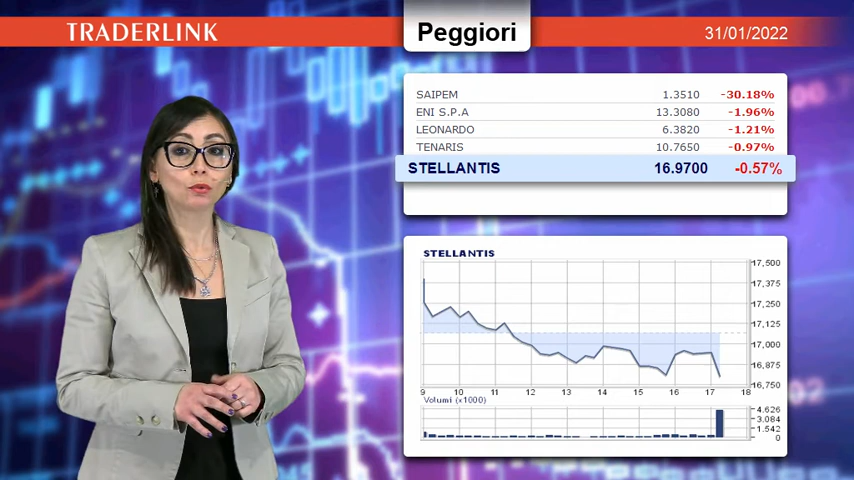 TRADERLINK
Peggiori
31/01/2022
SAIPEM 1.3510 -30.18%
ENI S.P.A 13.3080 -1.96%
LEONARDO 6.3820 -1.21%
TENARIS 10.7650 -0.97%
STELLANTIS 16.9700 -0.57%
STELLANTIS
17,500
17,375
17,250
17,125
17,000
16,875
16,750
9 10 11 12 13 14 15 16 17 18
Volumi (x1000)
4.626
3.084
1.542
0